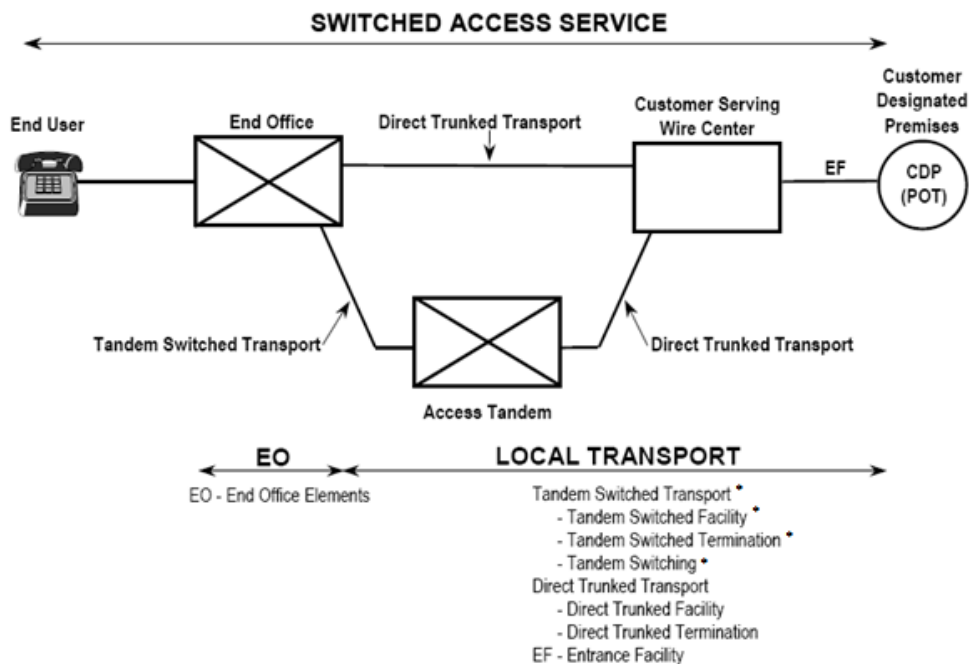 SWITCHED ACCESS SERVICE
Customer
Designated
Premises
End User
End Office
Direct Trunked Transport
Customer Serving
Wire Center
EF
CDP
(POT)
Tandem Switched Transport
Direct Trunked Transport
Access Tandem
EO
LOCAL TRANSPORT
EO - End Office Elements
Tandem Switched Transport *
- Tandem Switched Facility *
- Tandem Switched Termination *
- Tandem Switching *
Direct Trunked Transport
- Direct Trunked Facility
- Direct Trunked Termination
EF - Entrance Facility